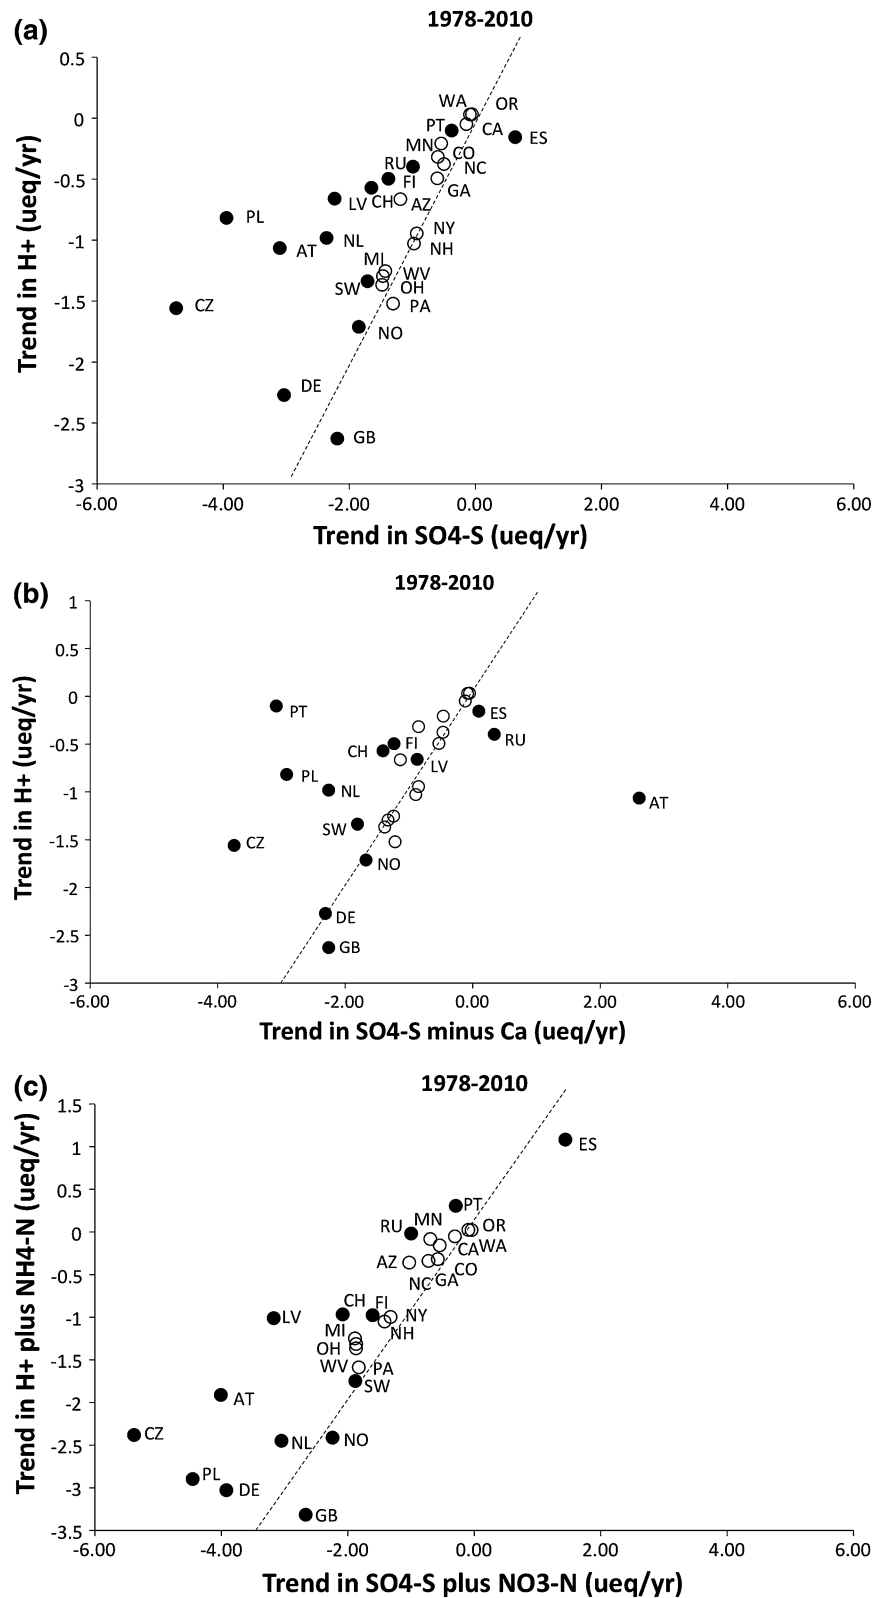 (a)
1978-2010
Trend in H+ (ueq/yr)
0.5
0
-0.5
-1
-1.5
-2
-2.5
-3
WA OR
PT CA ES
MN
RU CO NC
FI GA
LV CH AZ
PL
NY
AT NL NH
MI
SW WV
OH
CZ PA
NO
DE
GB
-6.00 -4.00 -2.00 0.00 2.00 4.00 6.00
Trend in SO4-S (ueq/yr)
(b)
1978-2010
Trend in H+ (ueq/yr)
1
0.5
0
-0.5
-1
-1.5
-2
-2.5
-3
PT ES
RU
CH FI
LV
PL
NL AT
SW
CZ
NO
DE
GB
-6.00 -4.00 -2.00 0.00 2.00 4.00 6.00
Trend in SO4-S minus Ca (ueq/yr)
(c)
1978-2010
Trend in H+ plus NH4-N (ueq/yr)
1.5
1
0.5
0
-0.5
-1
-1.5
-2
-2.5
-3
-3.5
ES
PT
RU MN OR
CA WA
AZ CO
NC GA
CH FI
LV NY
MI NH
OH
WV PA
SW
AT
CZ NL NO
PL
DE
GB
-6.00 -4.00 -2.00 0.00 2.00 4.00 6.00
Trend in SO4-S plus NO3-N (ueq/yr)